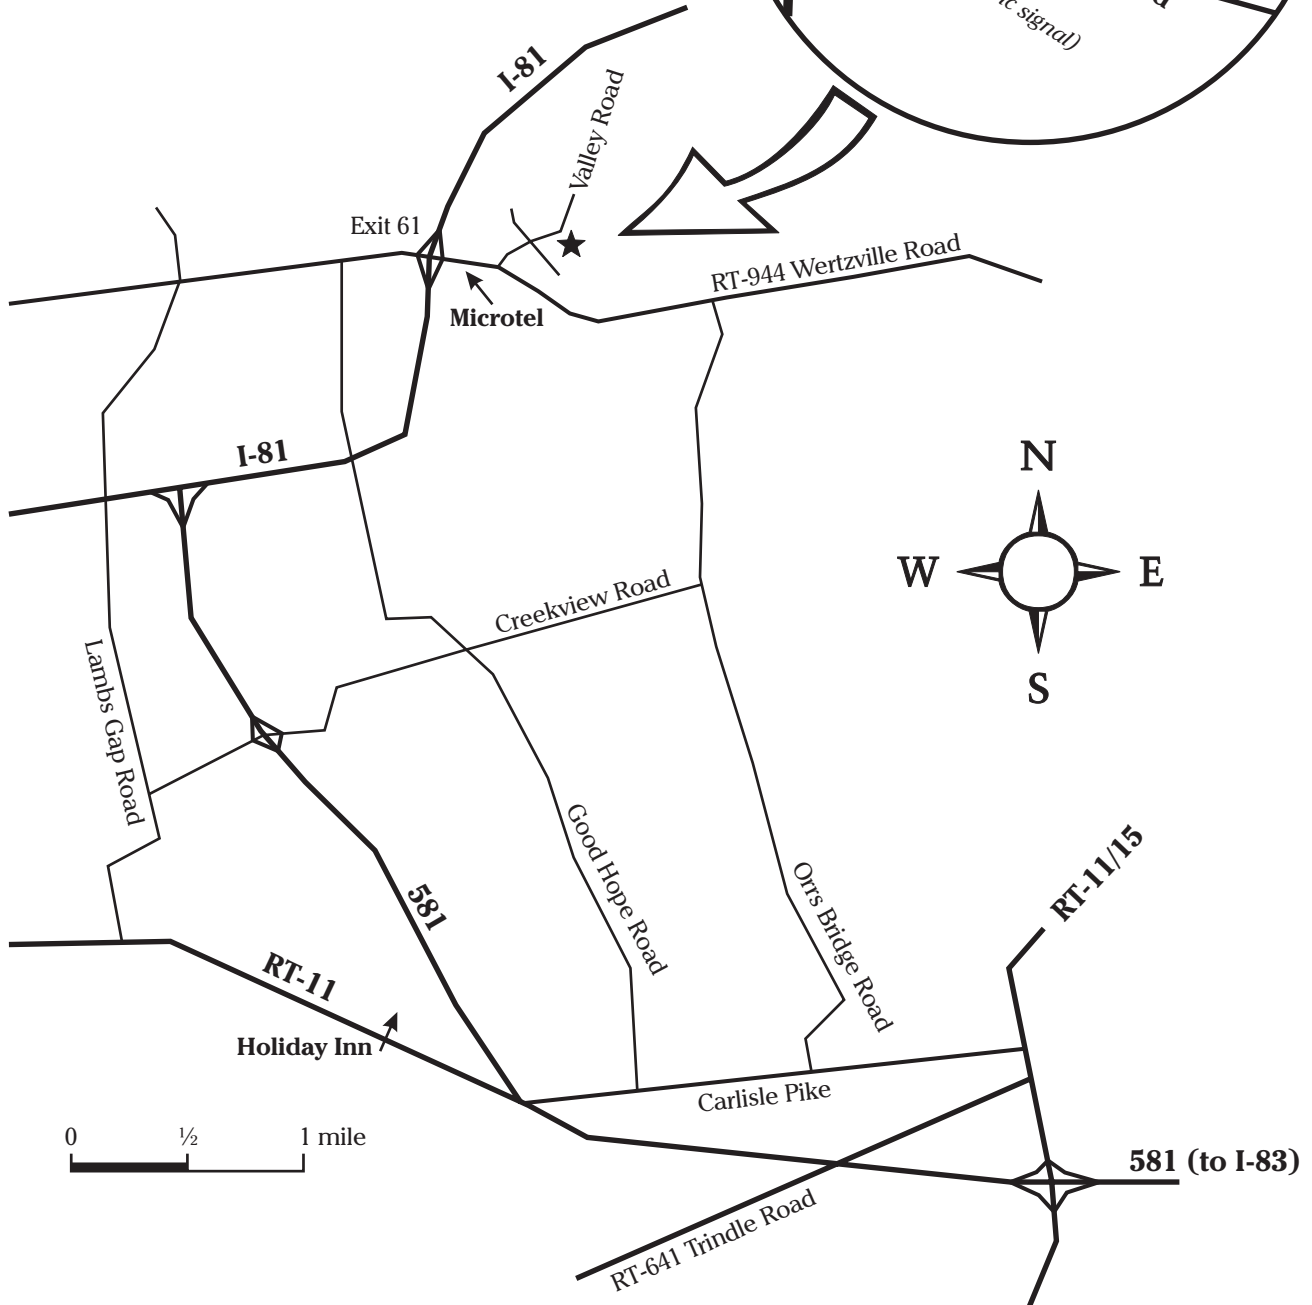 signal)
I-81
Valley Road
Exit 61
RT-944 Wertzville Road
Microtel
I-81
N
W
E
S
Creekview Road
Lambs Gap Road
Good Hope Road
Orrs Bridge Road
581
RT-11/15
RT-11
Holiday Inn
Carlisle Pike
0 ½ 1 mile
581 (to I-83)
RT-641 Trindle Road